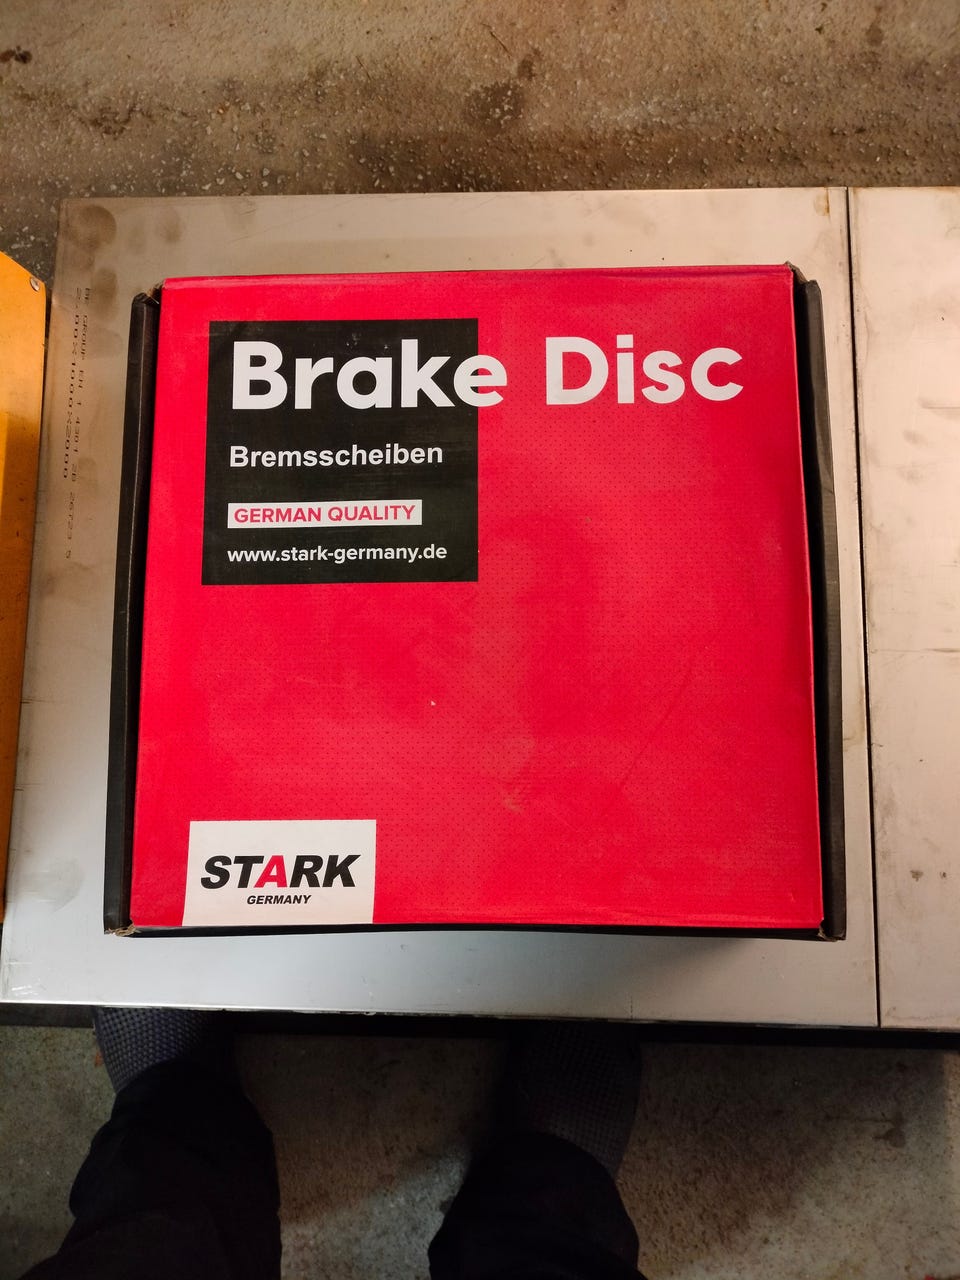 Brake Disc
Bremsscheiben
GERMAN QUALITY
www.stark-germany.de
STARK
GERMANY